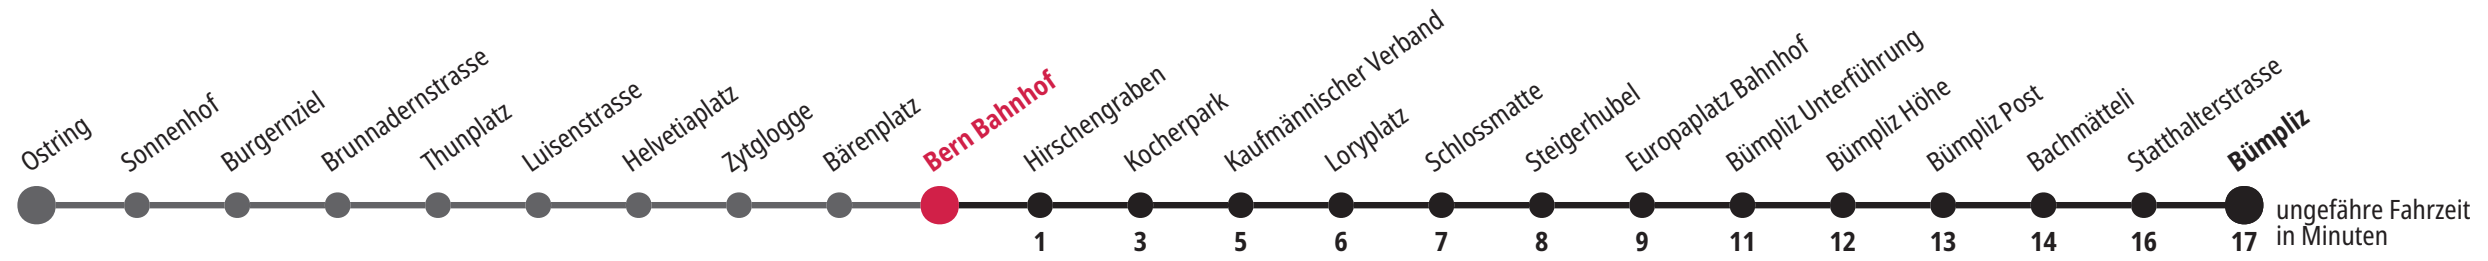 Ostring
Sonnenhof
Burgernziel
Brunnadernstrasse
Thunplatz
Luisenstrasse
Helvetiaplatz
Zytglogge
Bärenplatz
Bern Bahnhof
Hirschengraben
Kocherpark
Kaufmännischer Verband
Loryplatz
Schlossmatte
Steigerhubel
Europaplatz Bahnhof
Bümpliz Unterführung
Bümpliz Höhe
Bümpliz Post
Bachmätteli
Statthalterstrasse
Bümpliz
1 3 5 6 7 8 9 11 12 13 14 16 17
ungefähre Fahrzeit
in Minuten